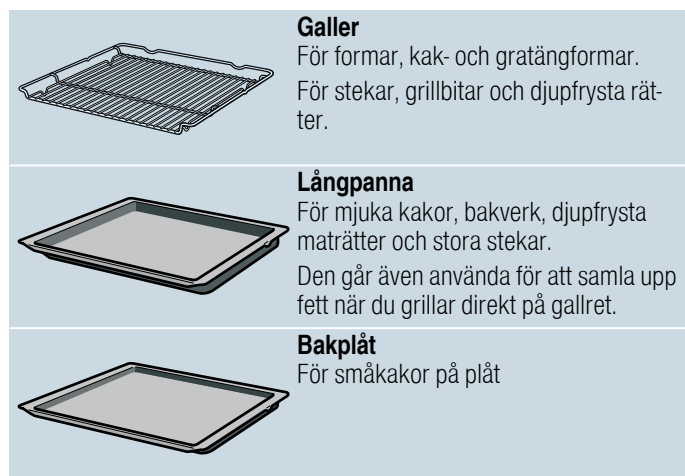 Galler
För formar, kak- och gratängformar.
För stekar, grillbitar och djupfrysta rät-
ter.
Långpanna
För mjuka kakor, bakverk, djupfrysta
maträtter och stora stekar.
Den går även använda för att samla upp
fett när du grillar direkt på gallret.
Bakplåt
För småkakor på plåt